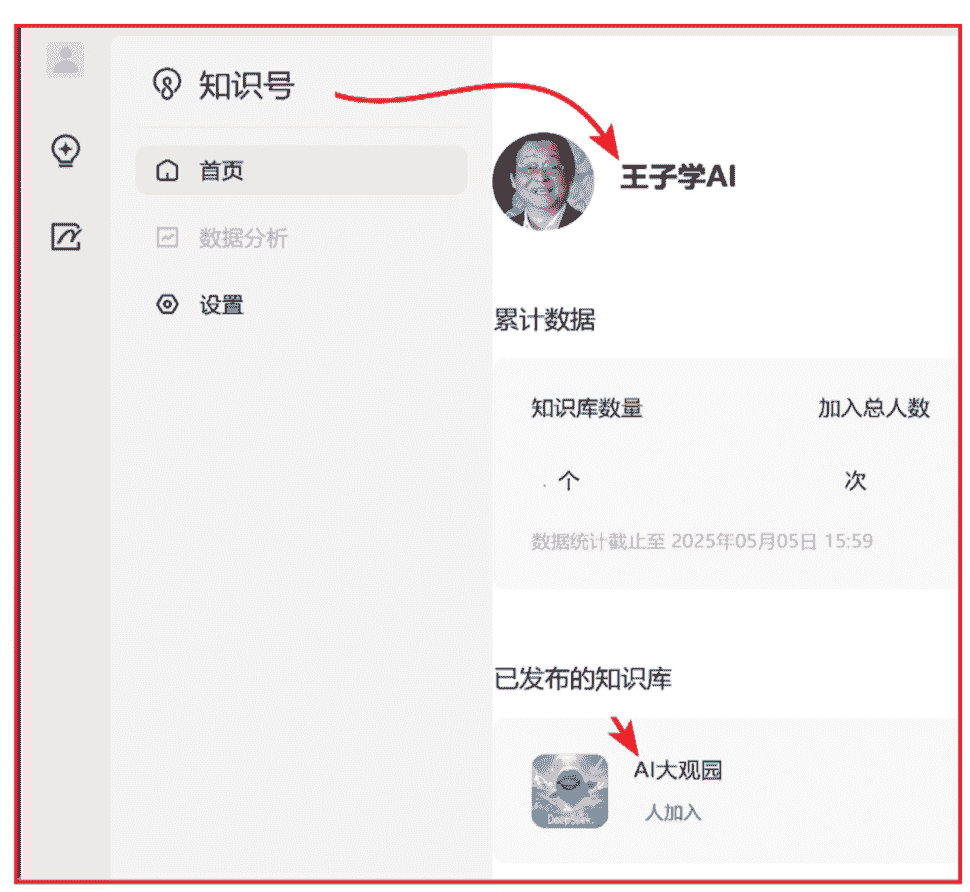 知识号
首页
数据分析
设置
王子学AI
累计数据
知识库数量
加入总人数
个
次
数据统计截止至 2025年05月05日 15:59
已发布的知识库
AI大观园
DeepSeek
人加入